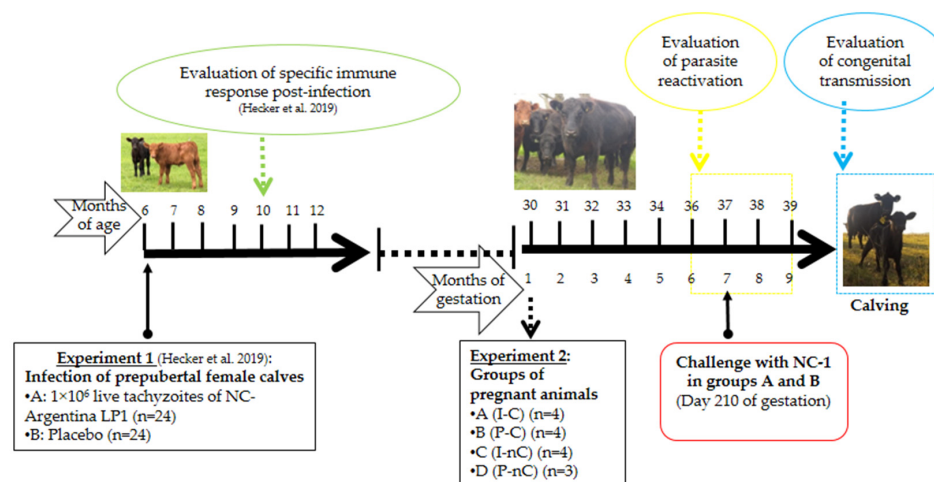 Evaluation of specific immune
response post-infection
(Hecker et al. 2019)
Evaluation
of parasite
reactivation
Evaluation
of congenital
transmission
Months
of age
6 7 8 9 10 11 12
30 31 32 33 34 36 37 38 39
Months of
gestation
1 2 3 4 5 6 7 8 9
Calving
Experiment 1 (Hecker et al. 2019):
Infection of prepubertal female calves
•A: 1×10⁶ live tachyzoites of NC-
Argentina LP1 (n=24)
•B: Placebo (n=24)
Experiment 2:
Groups of
pregnant animals
•A (I-C) (n=4)
•B (P-C) (n=4)
•C (I-nC) (n=4)
•D (P-nC) (n=3)
Challenge with NC-1
in groups A and B
(Day 210 of gestation)